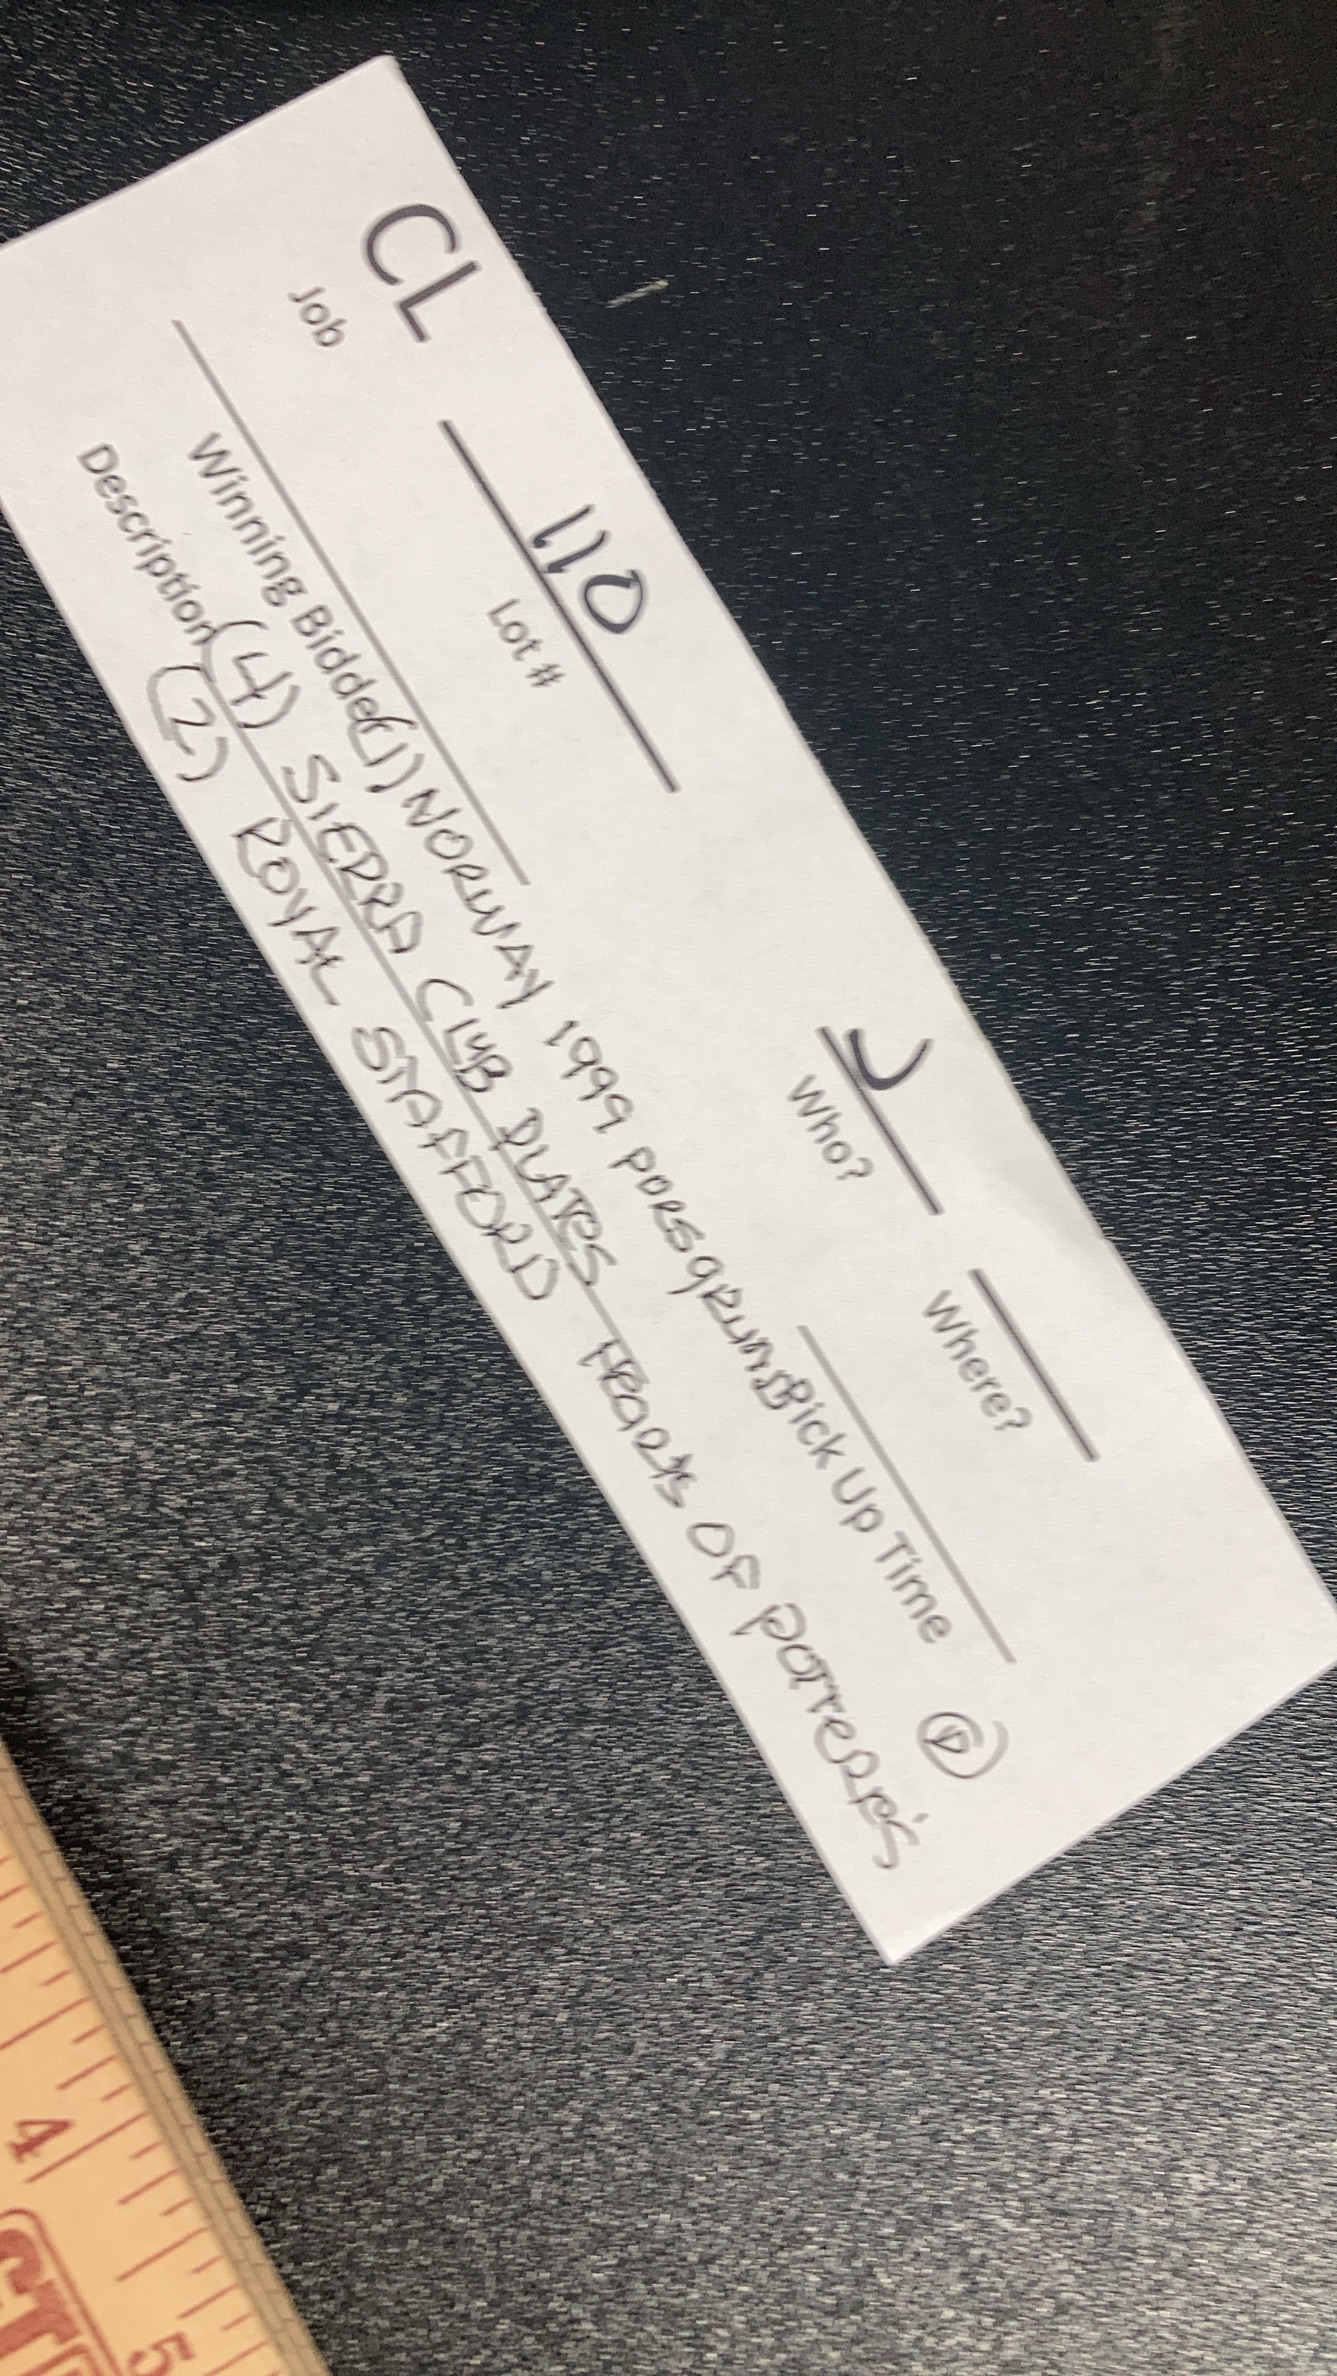 CL
Job
110
Lot #
J
Who?
Where?
Winning Bidder (1) NORWAY 1999 PORSGRUND Pick Up Time
Description (4) SIERRA CLUB PLATES
(2) ROYAL STAFFORD HEARTS OF POTTERIES
4
5